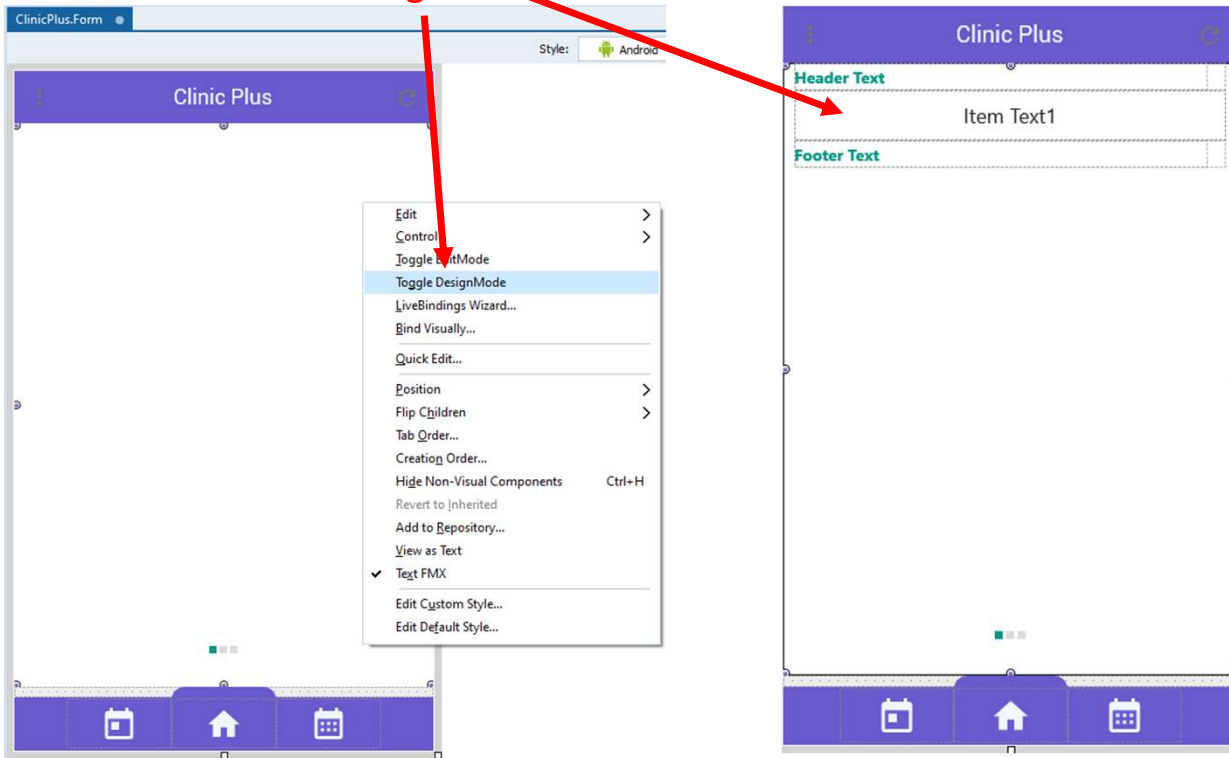 ClinicPlus.Form
Style: Android
Clinic Plus
Edit
Control
Toggle EditMode
Toggle DesignMode
LiveBindings Wizard...
Bind Visually...
Quick Edit...
Position
Flip Children
Tab Order...
Creation Order...
Hide Non-Visual Components Ctrl+H
Revert to Inherited
Add to Repository...
View as Text
Text FMX
Edit Custom Style...
Edit Default Style...
Clinic Plus
Header Text
Item Text1
Footer Text